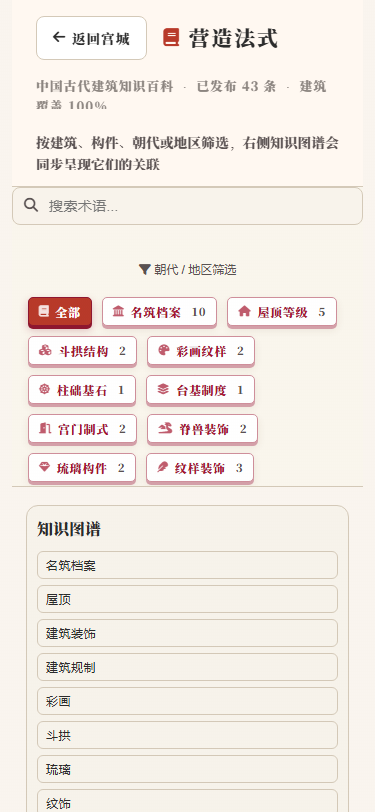 返回宫城
营造法式
中国古代建筑知识百科 · 已发布 43 条 · 建筑
覆盖 100%
按建筑、构件、朝代或地区筛选，右侧知识图谱会
同步呈现它们的关联
搜索术语...
朝代 / 地区筛选
全部 名筑档案 10 屋顶等级 5
斗拱结构 2 彩画纹样 2
柱础基石 1 台基制度 1
宫门制式 2 脊兽装饰 2
琉璃构件 2 纹样装饰 3
知识图谱
名筑档案
屋顶
建筑装饰
建筑规制
彩画
斗拱
琉璃
纹饰